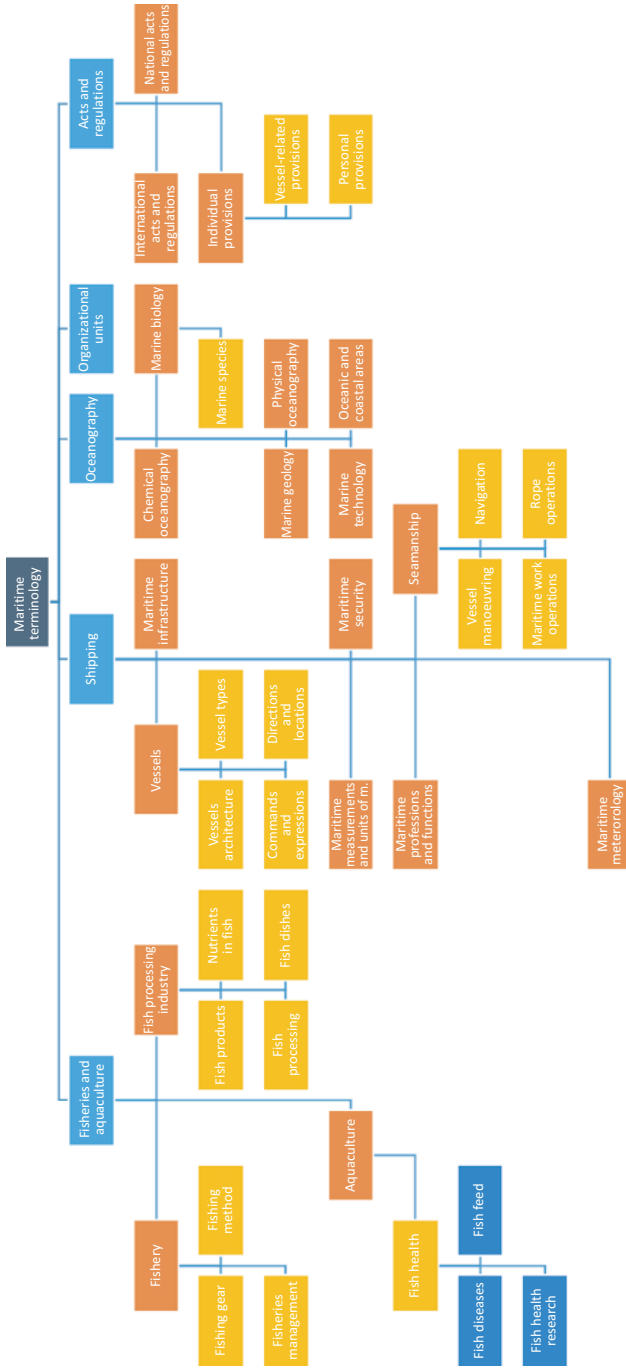 Maritime
terminology
Fisheries and
aquaculture
Shipping
Oceanography
Organizational
units
Acts and
regulations
Fishery
Fish processing
industry
Vessels
Maritime
infrastructure
Chemical
oceanography
Marine biology
International
acts and
regulations
National acts
and regulations
Fishing gear
Fishing
method
Fish products
Nutrients
in fish
Vessels
architecture
Vessel types
Marine species
Individual
provisions
Fisheries
management
Fish
processing
Fish dishes
Commands
and
expressions
Directions
and
locations
Marine geology
Physical
oceanography
Vessel-related
provisions
Aquaculture
Maritime
measurements
and units of m.
Maritime
security
Marine
technology
Oceanic and
coastal areas
Personal
provisions
Fish health
Maritime
professions
and functions
Seamanship
Fish diseases
Fish feed
Vessel
manoeuvring
Navigation
Fish health
research
Maritime work
operations
Rope
operations
Maritime
meterorology